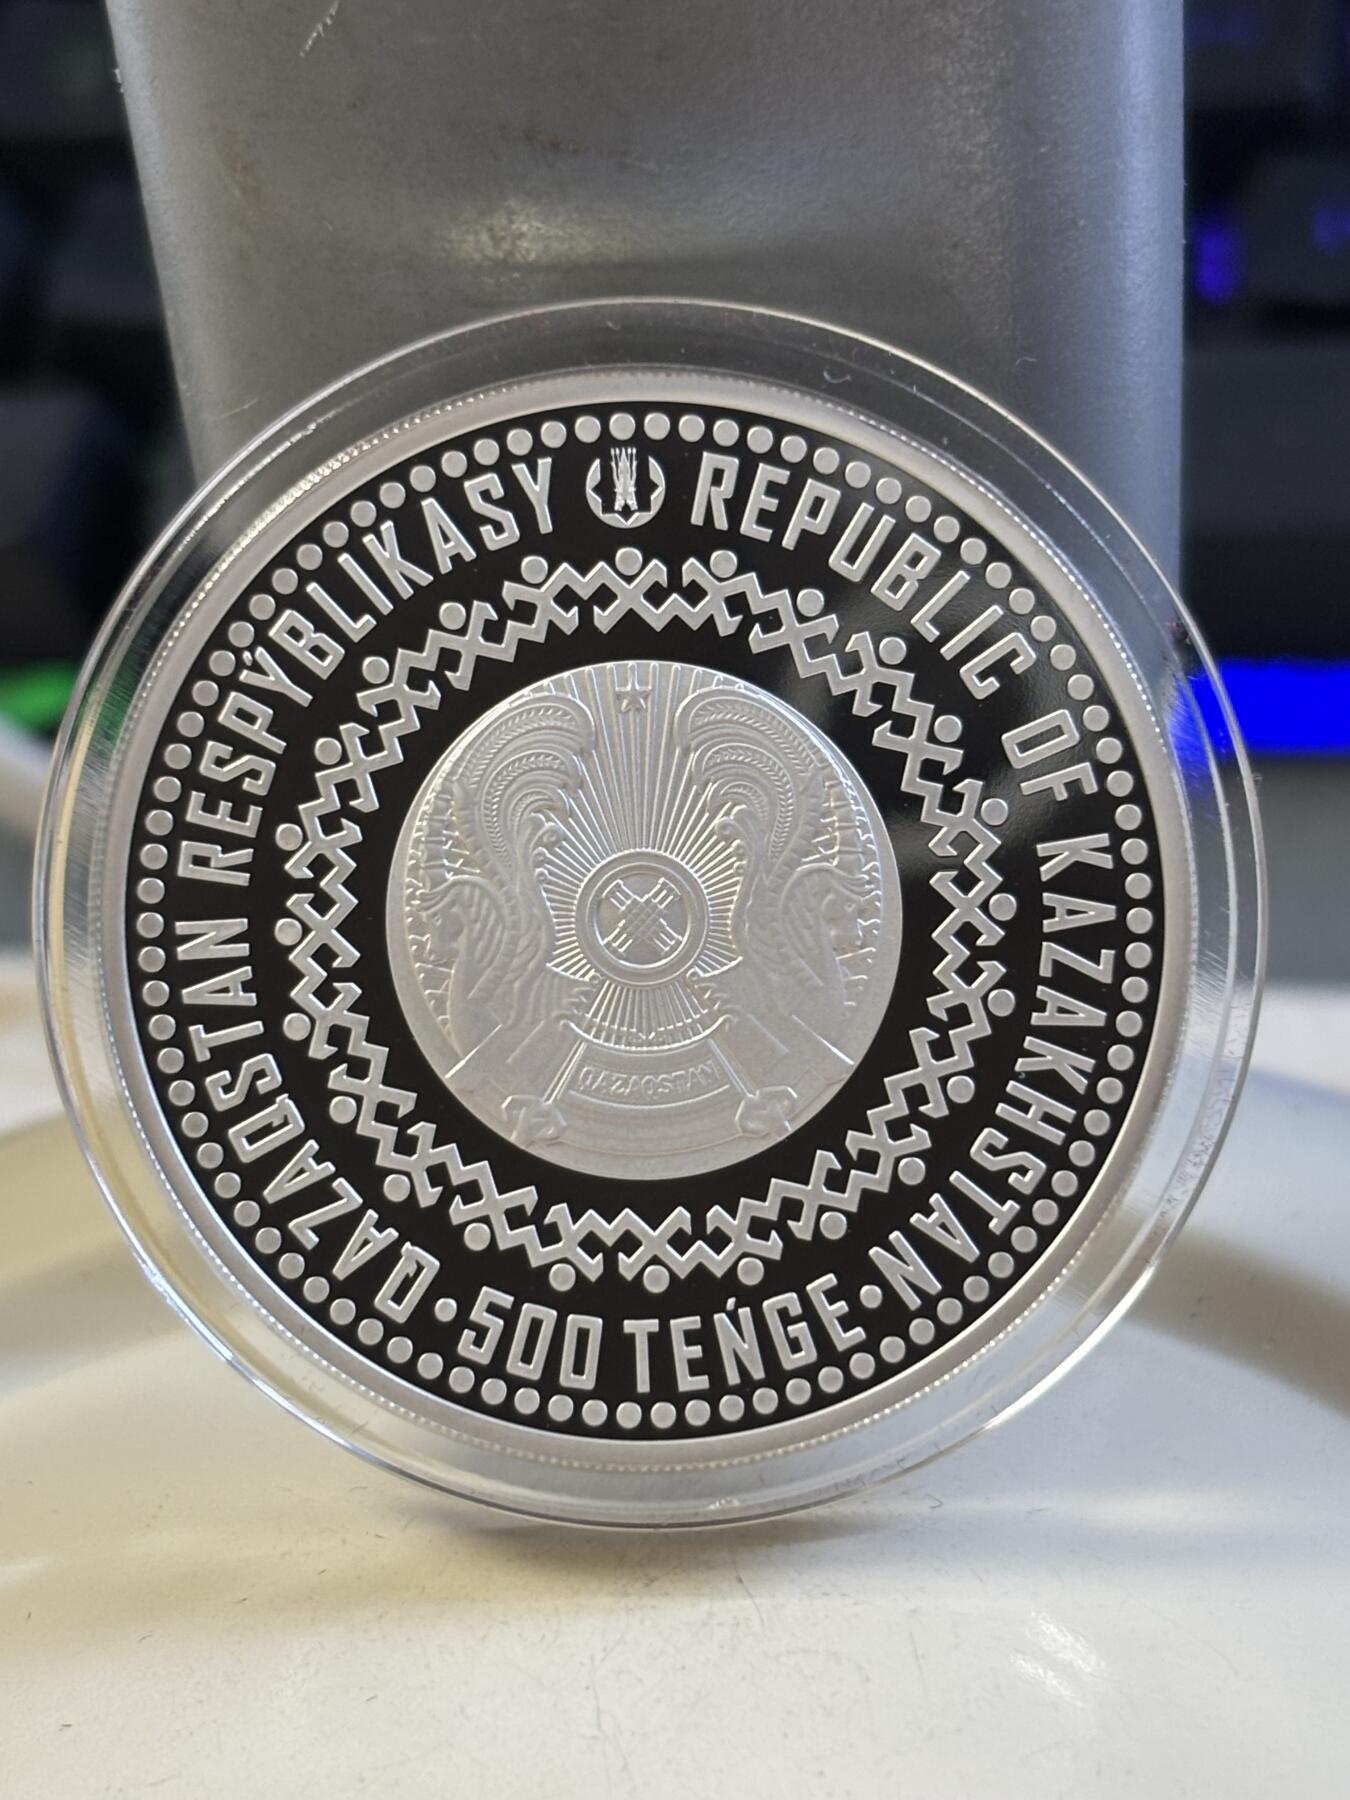 QAZAQSTAN RESPÝBLIKASY
REPUBLIC OF KAZAKHSTAN
• 500 TEŃGE •
QAZAQSTAN